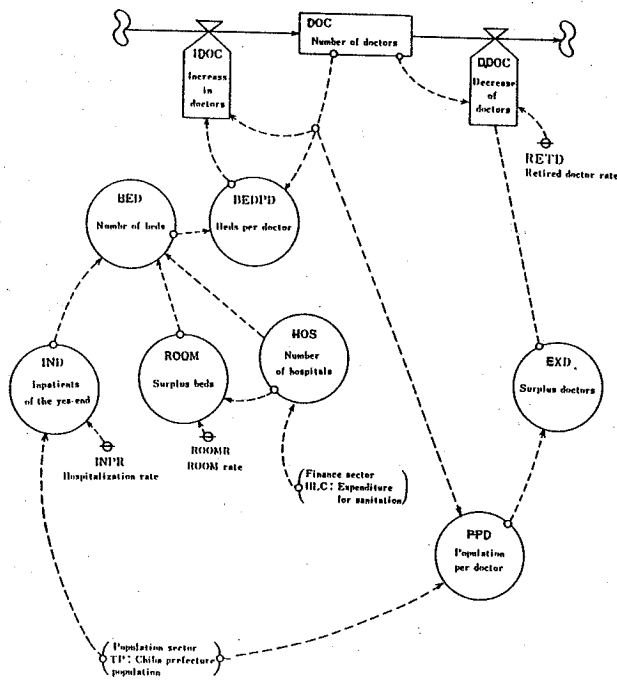 DOC
Number of doctors
IDOC
Increase
in
doctors
DDOC
Decrease
of
doctors
RETD
Retired doctor rate
BED
Numbr of beds
BEDPD
Beds per doctor
IND
Inpatients
of the yes-end
ROOM
Surplus beds
HOS
Number
of hospitals
EXD
Surplus doctors
INPR
Hospitalization rate
ROOMR
ROOM rate
Finance sector
: Expenditure
for sanitation
PPD
Population
per doctor
Population sector
TP: Chiba prefecture
population